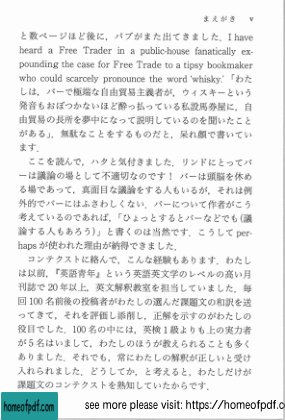 まえがき v
と数ページほど後に，パブがまた出てきました．I have
heard a Free Trader in a public-house fanatically ex-
pounding the case for Free Trade to a tipsy bookmaker
who could scarcely pronounce the word 'whisky.' 「わた
しは，パーで極端な自由貿易主義者が，ウィスキーという
発音もおぼつかないほど酔っ払っている私設馬券屋に，自
由貿易の長所を夢中になって説明しているのを聞いたこと
がある」．無駄なことをするものだと，呆れ顔で書いてい
ます．
ここを読んで，ハタと気付きました．リンドにとってバ
ーは議論の場として不適切なのです！ バーは頭脳を休め
る場であって，真面目な議論をする人もいるが，それは例
外的でバーにはふさわしくない．バーについて作者がこう
考えているのであれば，「ひょっとするとバーなどでも(議
論する人もあろう)」と書くのは当然です．こうして per-
haps が使われた理由が納得できました．
コンテクストに絡んで，こんな経験もあります．わたし
は以前，『英語青年』という英語英文学のレベルの高い月
刊誌で 20 年以上，英文解釈教室を担当していました．毎
回 100 名前後の投稿者がわたしの選んだ課題文の和訳を送
ってきて，それを評価し添削し，正解を示すのがわたしの
役目でした．100 名の中には，英検 1 級よりも上の実力者
が 5 名はいまして，わたしのほうが教えられることも多く
ありました．それでも，常にわたしの解釈が正しいと受け
入れられました．どうしてか，と考えると，わたしだけが
課題文のコンテクストを熟知していたからです．
homeofpdf.com
see more please visit: https://homeofpdf.com